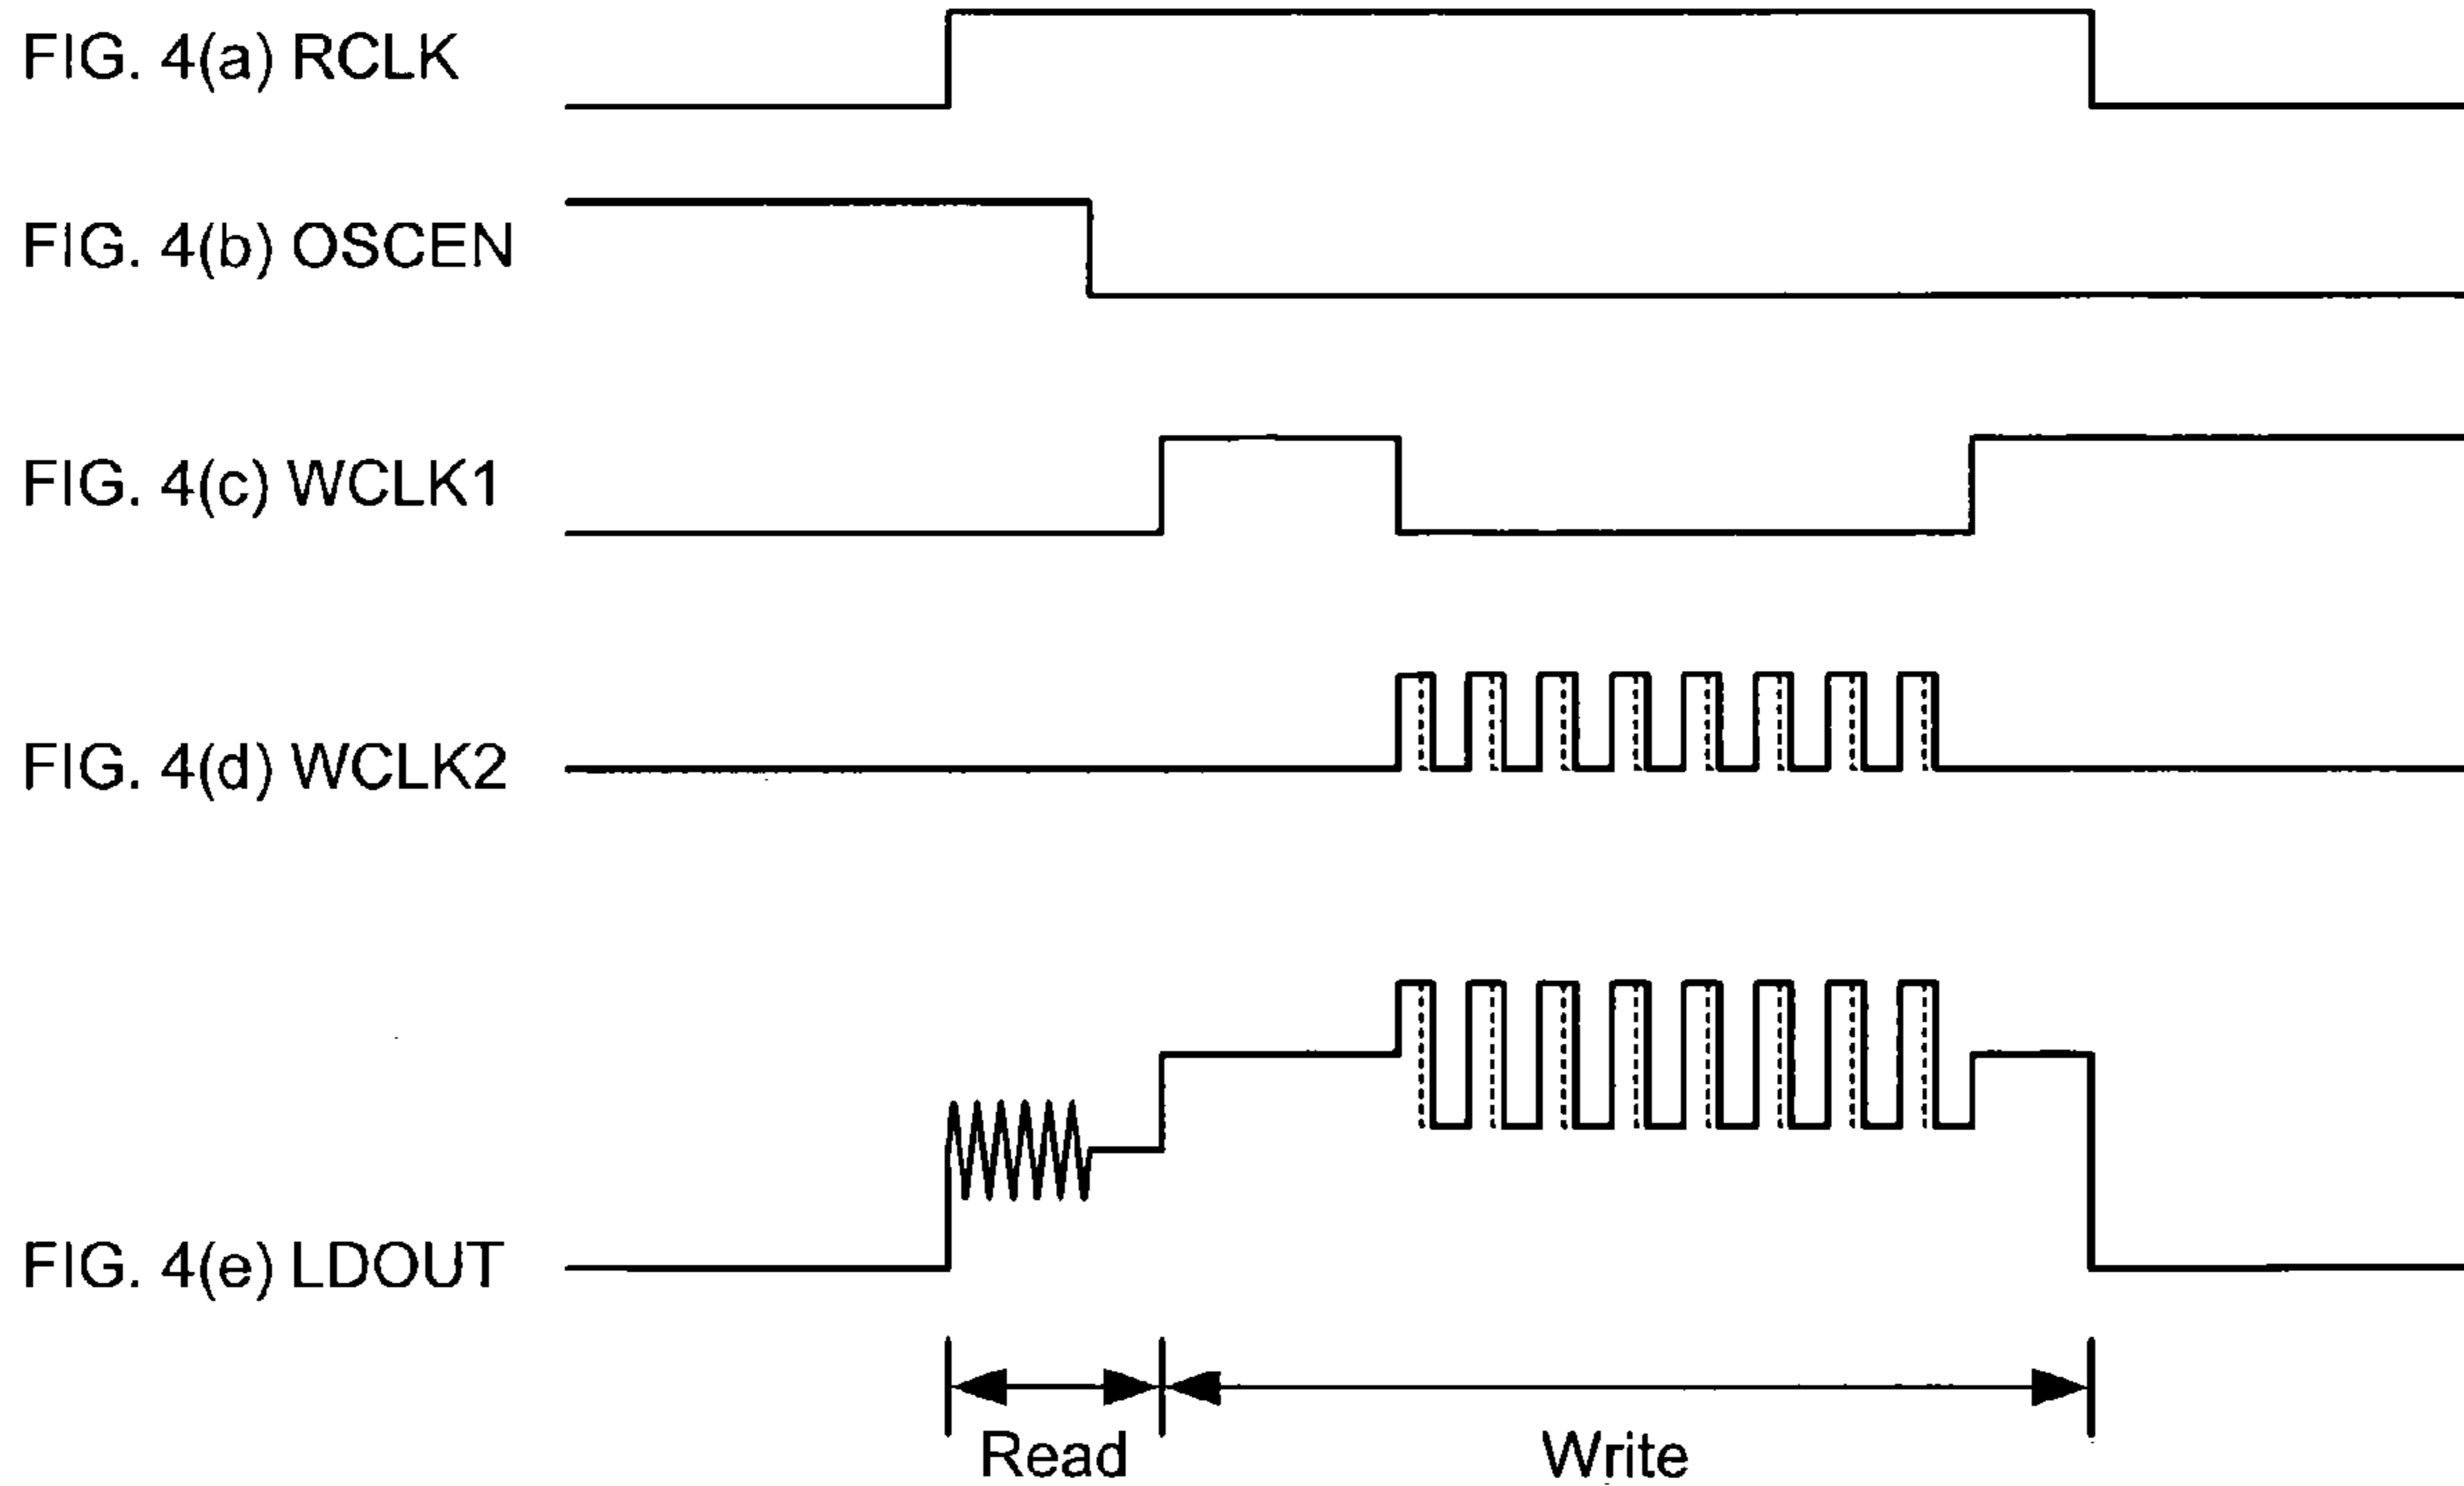 FIG. 4(a) RCLK
FIG. 4(b) OSCEN
FIG. 4(c) WCLK1
FIG. 4(d) WCLK2
FIG. 4(e) LDOUT
Read Write